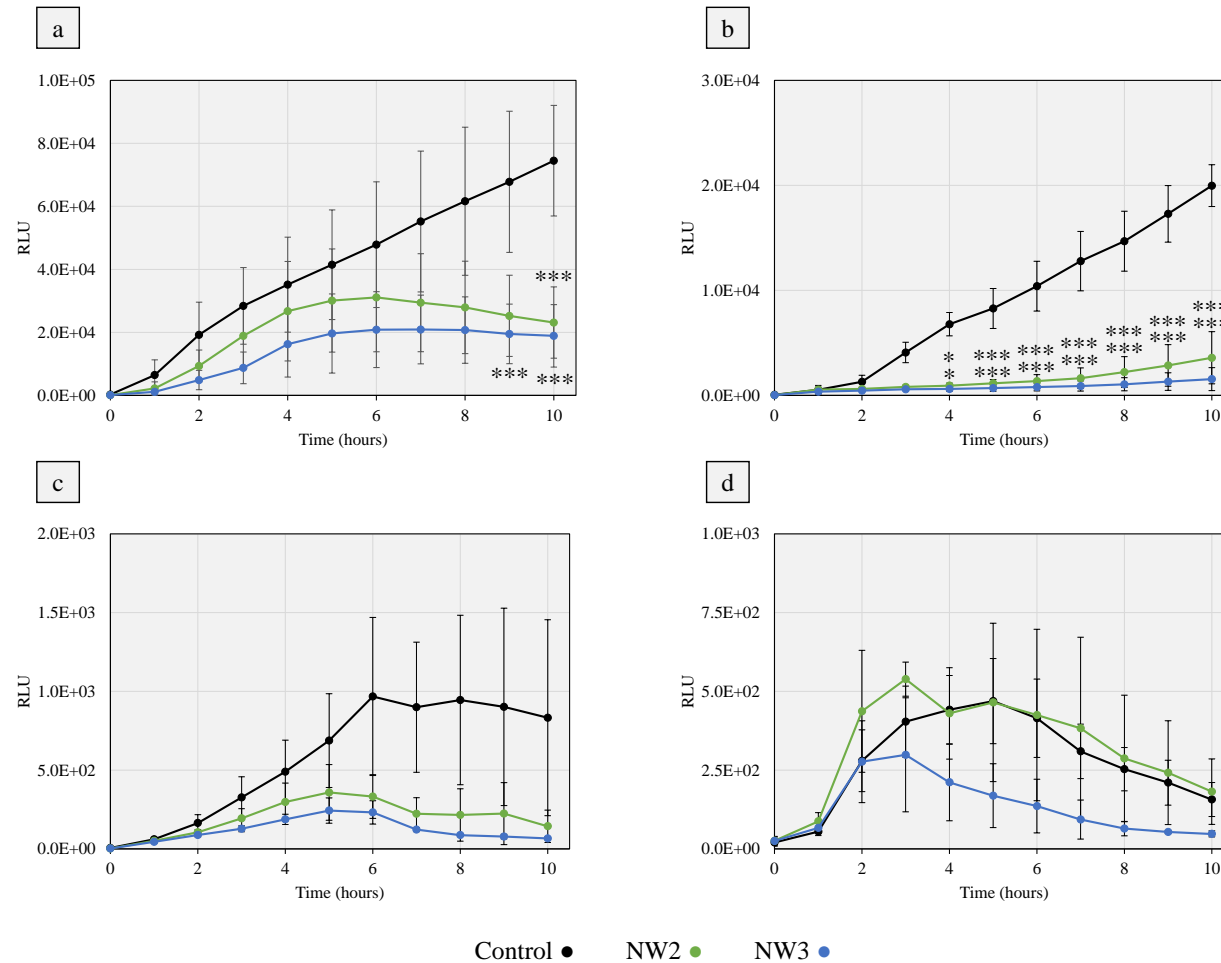 a
b
1.0E+05
8.0E+04
6.0E+04
4.0E+04
2.0E+04
0.0E+00
RLU
***
***
***
0 2 4 6 8 10
Time (hours)
3.0E+04
2.0E+04
1.0E+04
0.0E+00
RLU
* *** *** *** *** *** ***
* *** *** *** *** *** ***
0 2 4 6 8 10
Time (hours)
c
d
2.0E+03
1.5E+03
1.0E+03
5.0E+02
0.0E+00
RLU
0 2 4 6 8 10
Time (hours)
1.0E+03
7.5E+02
5.0E+02
2.5E+02
0.0E+00
RLU
0 2 4 6 8 10
Time (hours)
Control NW2 NW3